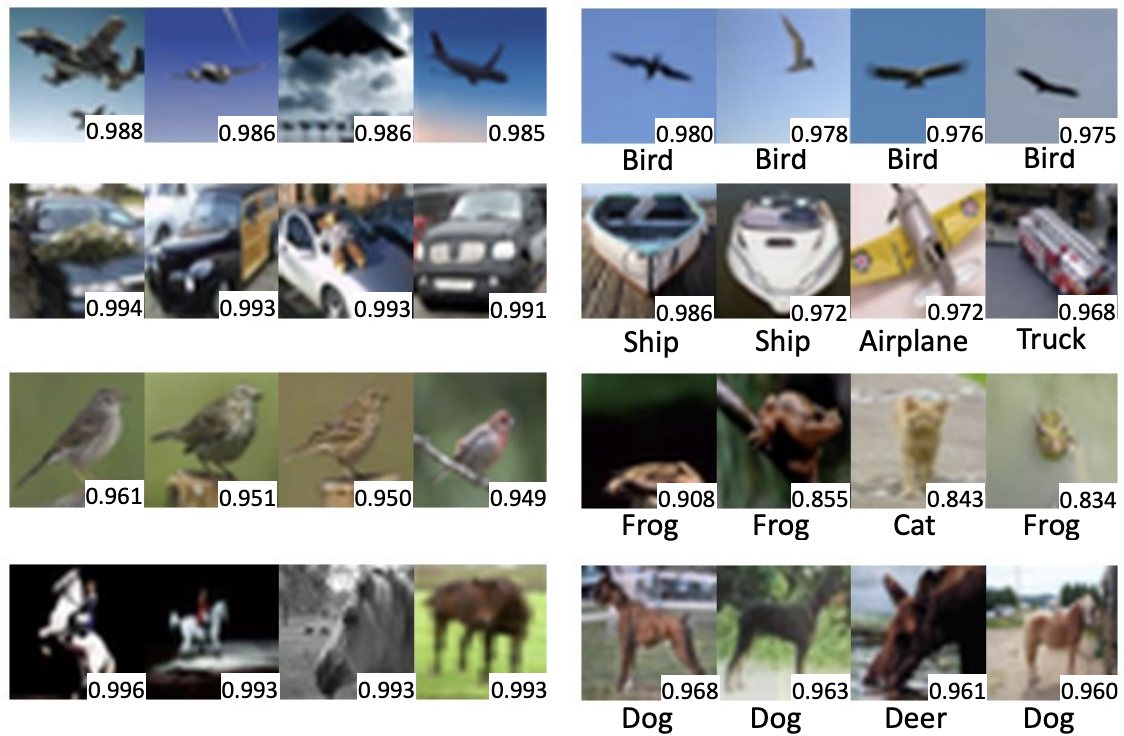 0.988 0.986 0.986 0.985 0.980 0.978 0.976 0.975
Bird Bird Bird Bird
0.994 0.993 0.993 0.991 0.986 0.972 0.972 0.968
Ship Ship Airplane Truck
0.961 0.951 0.950 0.949 0.908 0.855 0.843 0.834
Frog Frog Cat Frog
0.996 0.993 0.993 0.993 0.968 0.963 0.961 0.960
Dog Dog Deer Dog